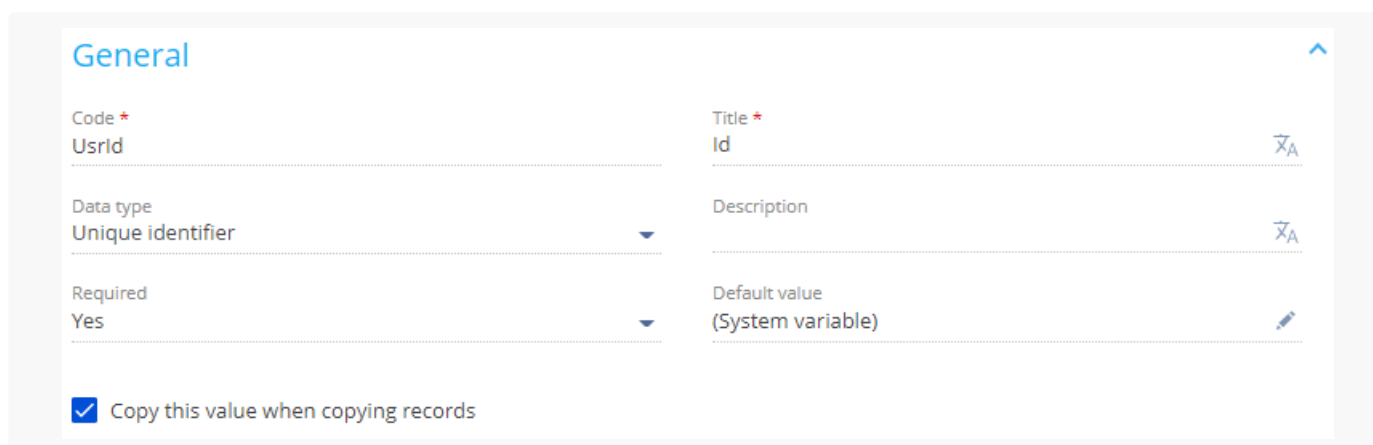 General
Code *
UsrId
Title *
Id
Data type
Unique identifier
Description
Required
Yes
Default value
(System variable)
Copy this value when copying records